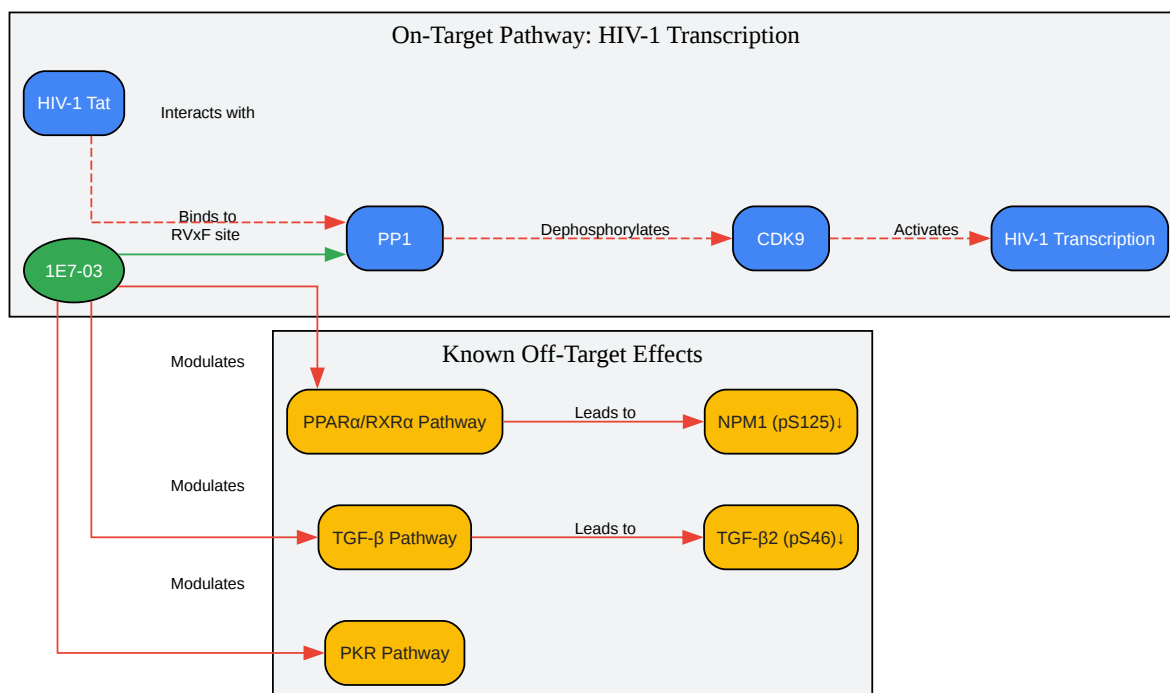 On-Target Pathway: HIV-1 Transcription
HIV-1 Tat
Interacts with
Binds to
RVxF site
PP1
Dephosphorylates
CDK9
Activates
HIV-1 Transcription
1E7-03
Modulates
Known Off-Target Effects
PPARα/RXRα Pathway
Leads to
NPM1 (pS125)↓
Modulates
TGF-β Pathway
Leads to
TGF-β2 (pS46)↓
Modulates
PKR Pathway